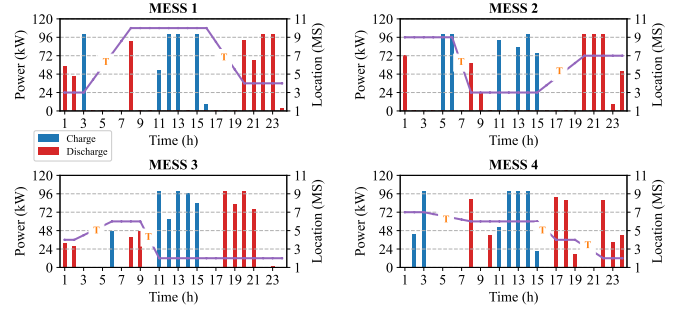 MESS 1
MESS 2
120 96 72 48 24 0
Power (kW)
T T
11 9 7 5 3 1
Location (MS)
1 3 5 7 9 11 13 15 17 19 21 23
Time (h)
120 96 72 48 24 0
Power (kW)
T T
11 9 7 5 3 1
Location (MS)
1 3 5 7 9 11 13 15 17 19 21 23
Time (h)
Charge
Discharge
MESS 3
MESS 4
120 96 72 48 24 0
Power (kW)
T T
11 9 7 5 3 1
Location (MS)
1 3 5 7 9 11 13 15 17 19 21 23
Time (h)
120 96 72 48 24 0
Power (kW)
T T T
11 9 7 5 3 1
Location (MS)
1 3 5 7 9 11 13 15 17 19 21 23
Time (h)